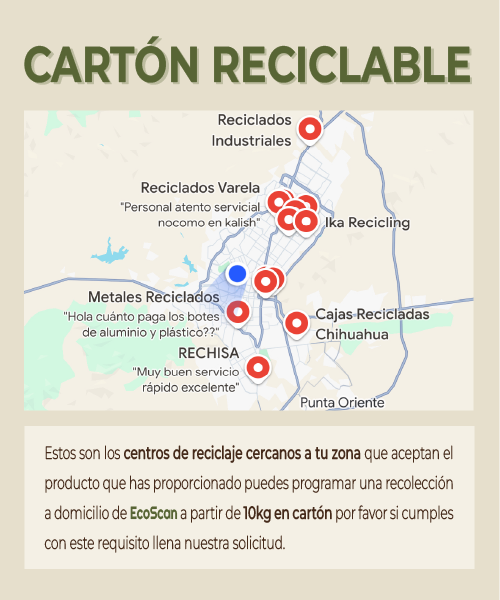 CARTÓN RECICLABLE
Reciclados
Industriales
Reciclados Varela
"Personal atento servicial
nocomo en kalish"
Ika Recicling
Metales Reciclados
"Hola cuánto paga los botes
de aluminio y plástico??"
Cajas Recicladas
Chihuahua
RECHISA
"Muy buen servicio
rápido excelente"
Punta Oriente
Estos son los centros de reciclaje cercanos a tu zona que aceptan el
producto que has proporcionado puedes programar una recolección
a domicilio de EcoScan a partir de 10kg en cartón por favor si cumples
con este requisito llena nuestra solicitud.